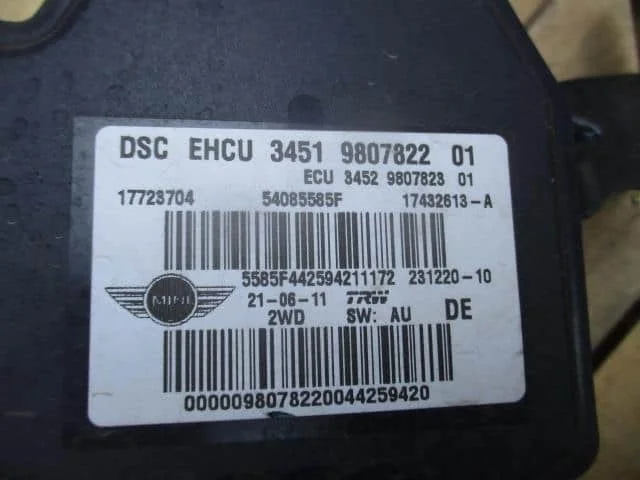 DSC EHCU 3451 9807822 01
ECU 3452 9807823 01
17723704 54085585F 17432613-A
5585F442594211172 231220-10
MINI 21-06-11 TRW
2WD SW: AU DE
0000098078220044259420